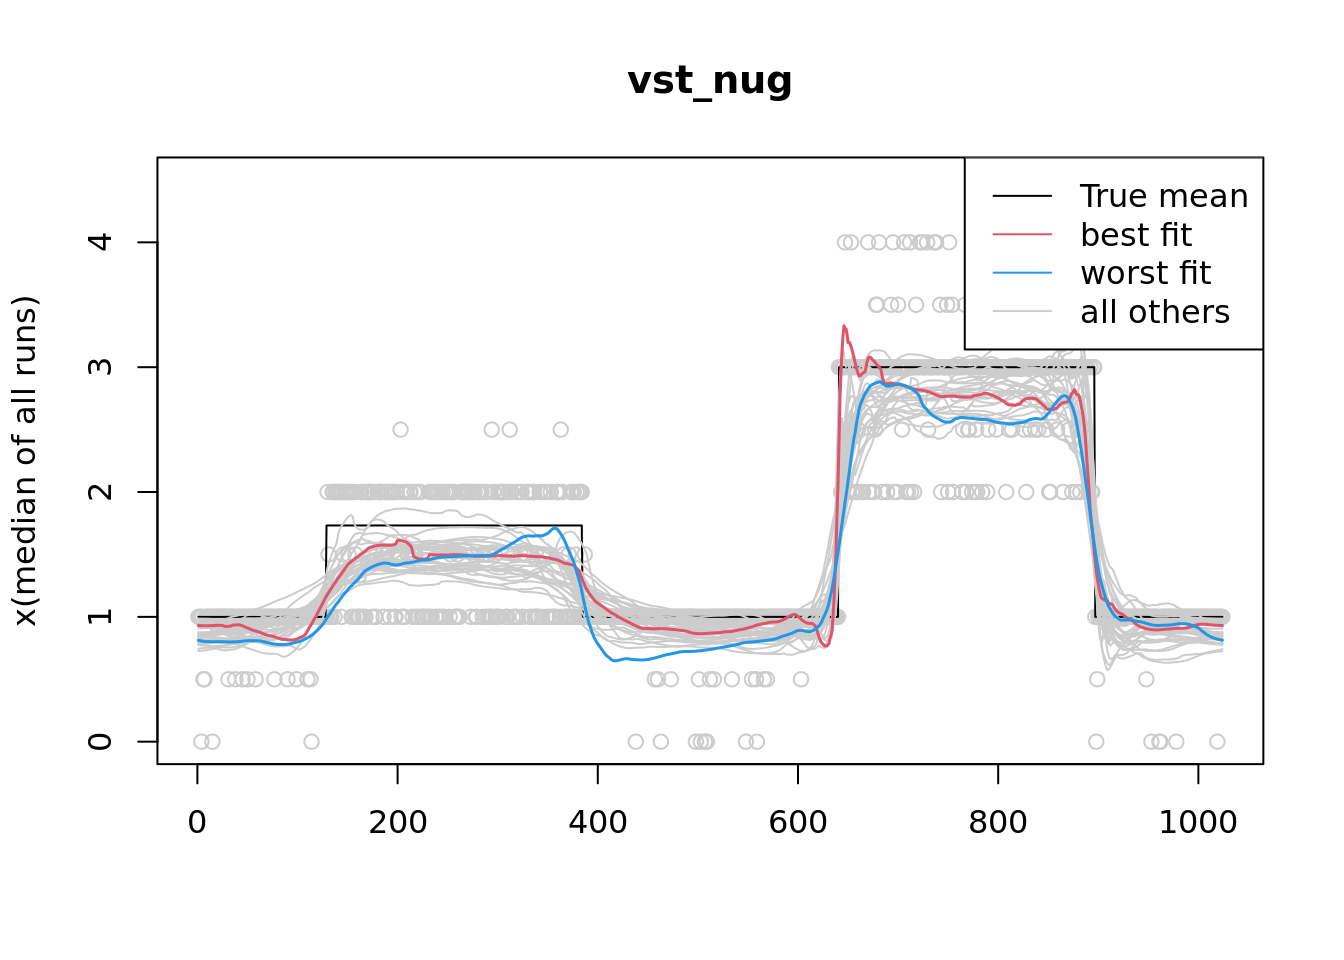 vst_nug
True mean
best fit
worst fit
all others
x(median of all runs)
4
3
2
1
0
0 200 400 600 800 1000